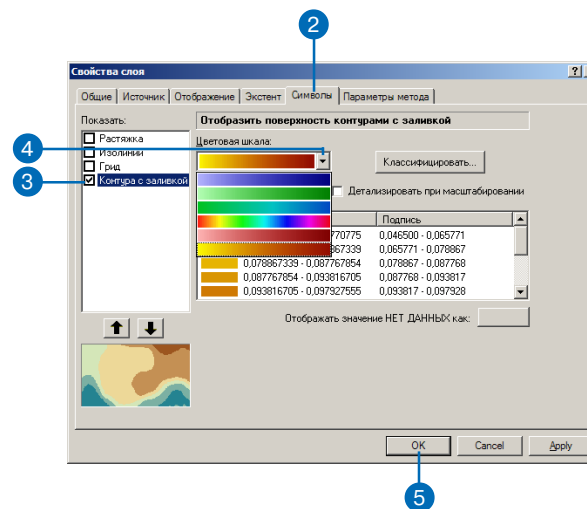 2
Свойства слоя
?
Общие Источник Отображение Экстент Символы Параметры метода
Показать:
Растяжка
Изолинии
Грид
Контура с заливкой
4
3
Отобразить поверхность контурами с заливкой
Цветовая шкала:
Классифицировать...
Детализировать при масштабировании
Подпись
770775 0,046500 - 0,065771
867339 0,065771 - 0,078867
0,078867339 - 0,087767854 0,078867 - 0,087768
0,087767854 - 0,093816705 0,087768 - 0,093817
0,093816705 - 0,097927555 0,093817 - 0,097928
Отображать значение НЕТ ДАННЫХ как:
OK Cancel Apply
5